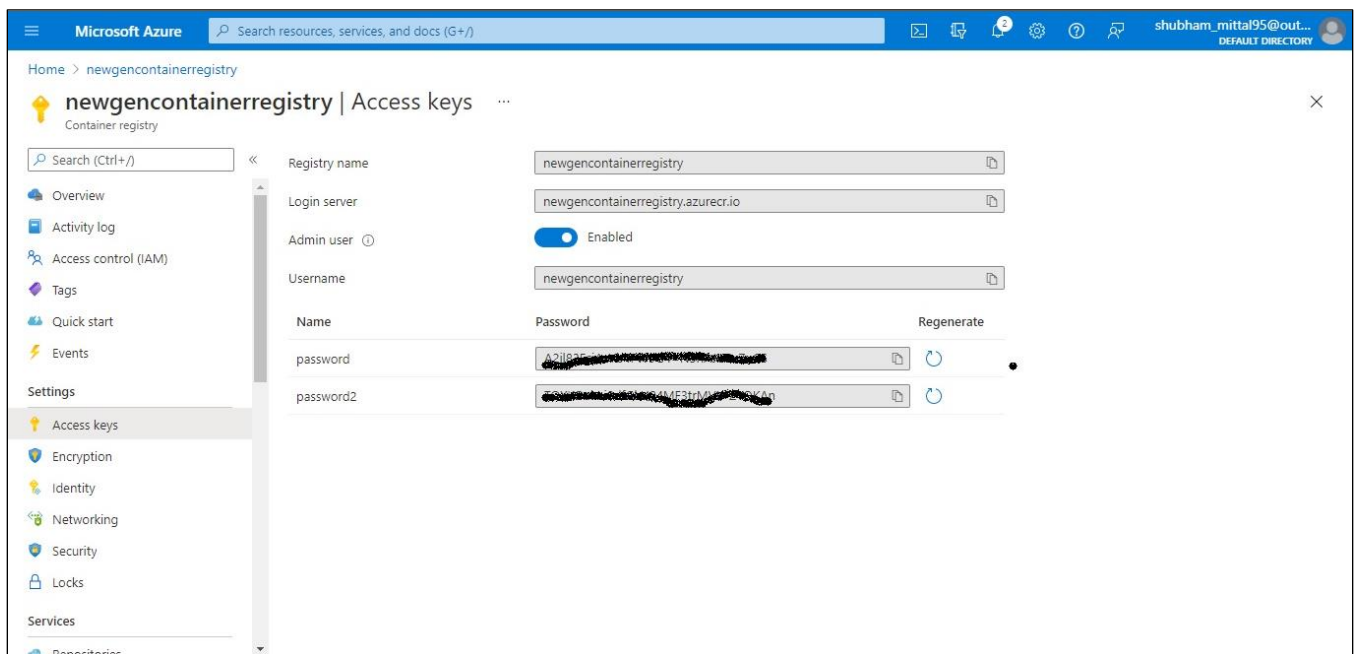 Microsoft Azure
Search resources, services, and docs (G+/)
2
shubham_mittal95@out...
DEFAULT DIRECTORY
Home > newgencontainerregistry
newgencontainerregistry | Access keys ...
Container registry
Search (Ctrl+/)
«
Overview
Activity log
Access control (IAM)
Tags
Quick start
Events
Settings
Access keys
Encryption
Identity
Networking
Security
Locks
Services
Repositories
Registry name
newgencontainerregistry
Login server
newgencontainerregistry.azurecr.io
Admin user
Enabled
Username
newgencontainerregistry
Name Password Regenerate
password
password2